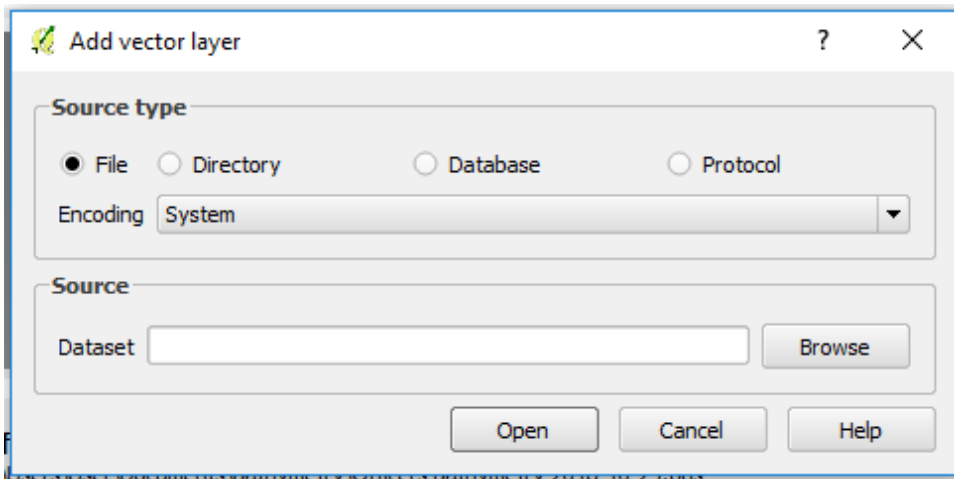 Add vector layer ? X
Source type
File Directory Database Protocol
Encoding System
Source
Dataset Browse
Open Cancel Help